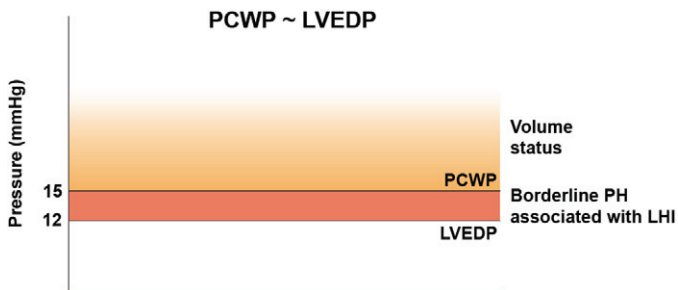 PCWP ~ LVEDP
Pressure (mmHg)
Volume
status
PCWP
15
Borderline PH
associated with LHI
12
LVEDP